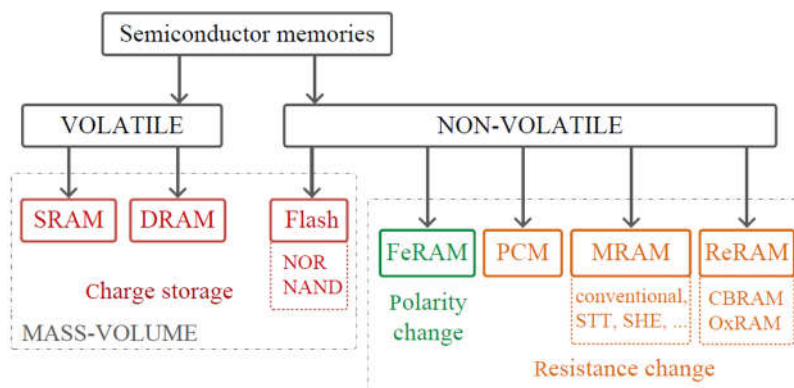 Semiconductor memories
VOLATILE
NON-VOLATILE
SRAM
DRAM
Flash
NOR
NAND
Charge storage
MASS-VOLUME
FeRAM
PCM
MRAM
ReRAM
Polarity
change
conventional,
STT, SHE, ...
CBRAM
OxRAM
Resistance change